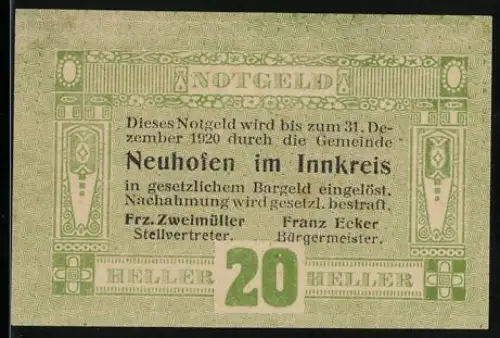 NOTGELD
Dieses Notgeld wird bis zum 31. De-
zember 1920 durch die Gemeinde
Neuhofen im Innkreis
in gesetzlichem Bargeld eingelöst.
Nachahmung wird gesetzl. bestraft.
Frz. Zweimüller Franz Ecker
Stellvertreter. Bürgermeister.
HELLER 20 HELLER